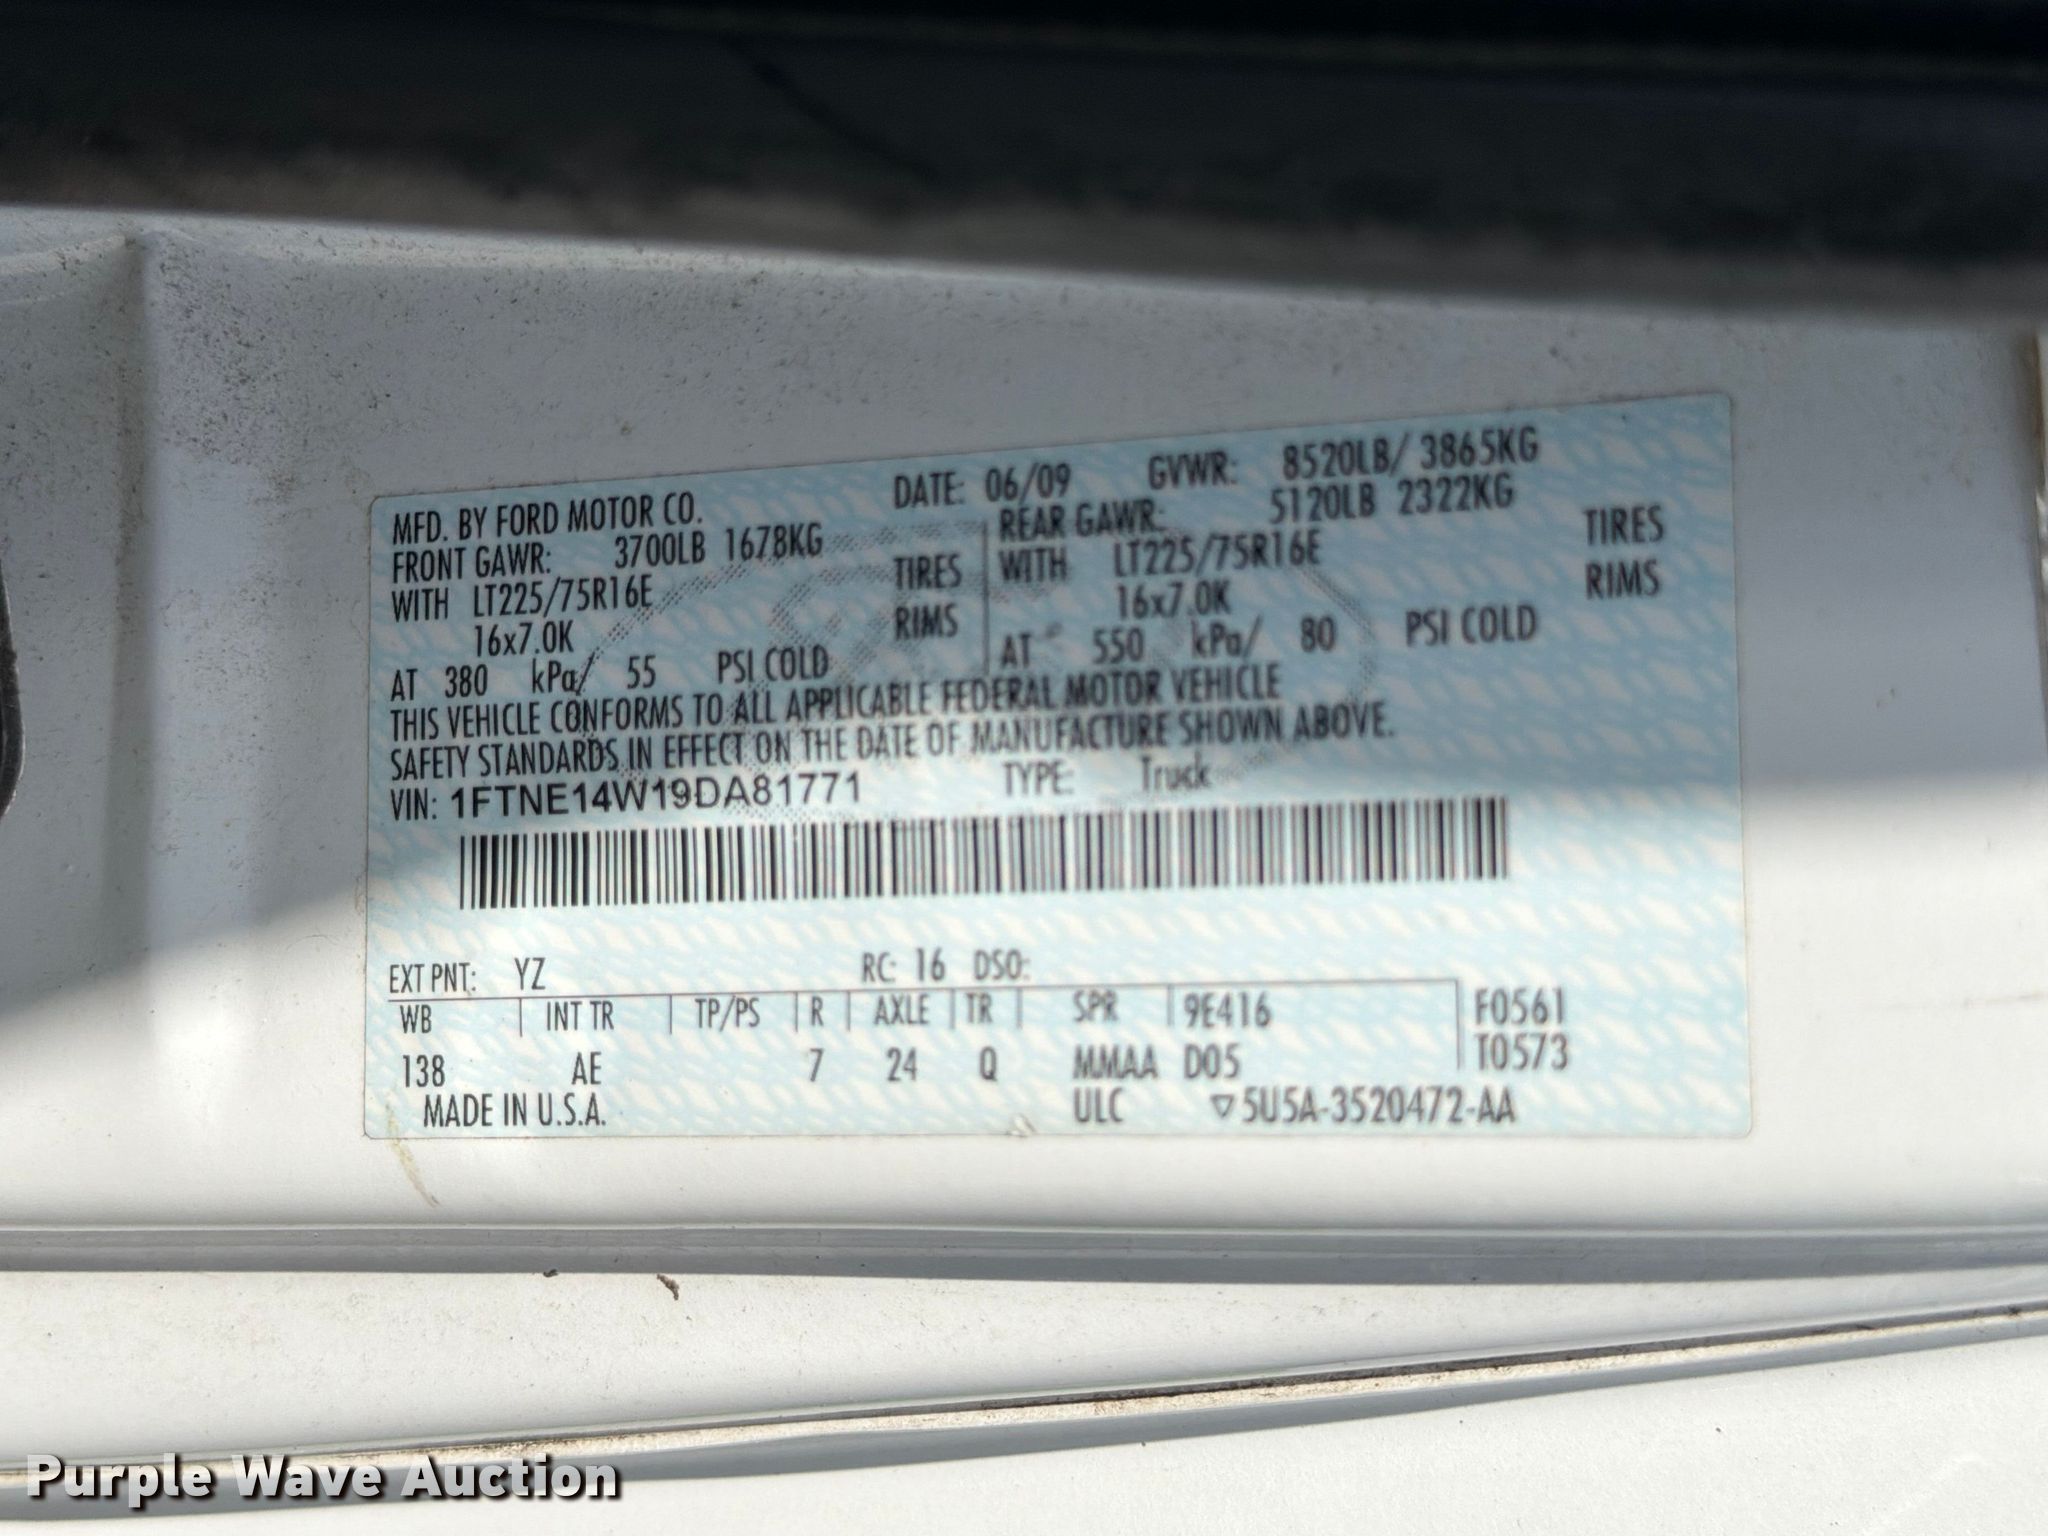 MFD. BY FORD MOTOR CO. DATE: 06/09 GVWR: 8520LB/ 3865KG
FRONT GAWR: 3700LB 1678KG REAR GAWR: 5120LB 2322KG
WITH LT225/75R16E TIRES WITH LT225/75R16E TIRES
16x7.0K RIMS 16x7.0K RIMS
AT 380 kPa/ 55 PSI COLD AT 550 kPa/ 80 PSI COLD
THIS VEHICLE CONFORMS TO ALL APPLICABLE FEDERAL MOTOR VEHICLE
SAFETY STANDARDS IN EFFECT ON THE DATE OF MANUFACTURE SHOWN ABOVE.
VIN: 1FTNE14W19DA81771 TYPE: Truck
EXT PNT: YZ RC: 16 DSO:
WB INT TR TP/PS R AXLE TR SPR 9E416 F0561
138 AE 7 24 Q MMAA D05 T0573
MADE IN U.S.A. ULC ▽5U5A-3520472-AA
Purple Wave Auction